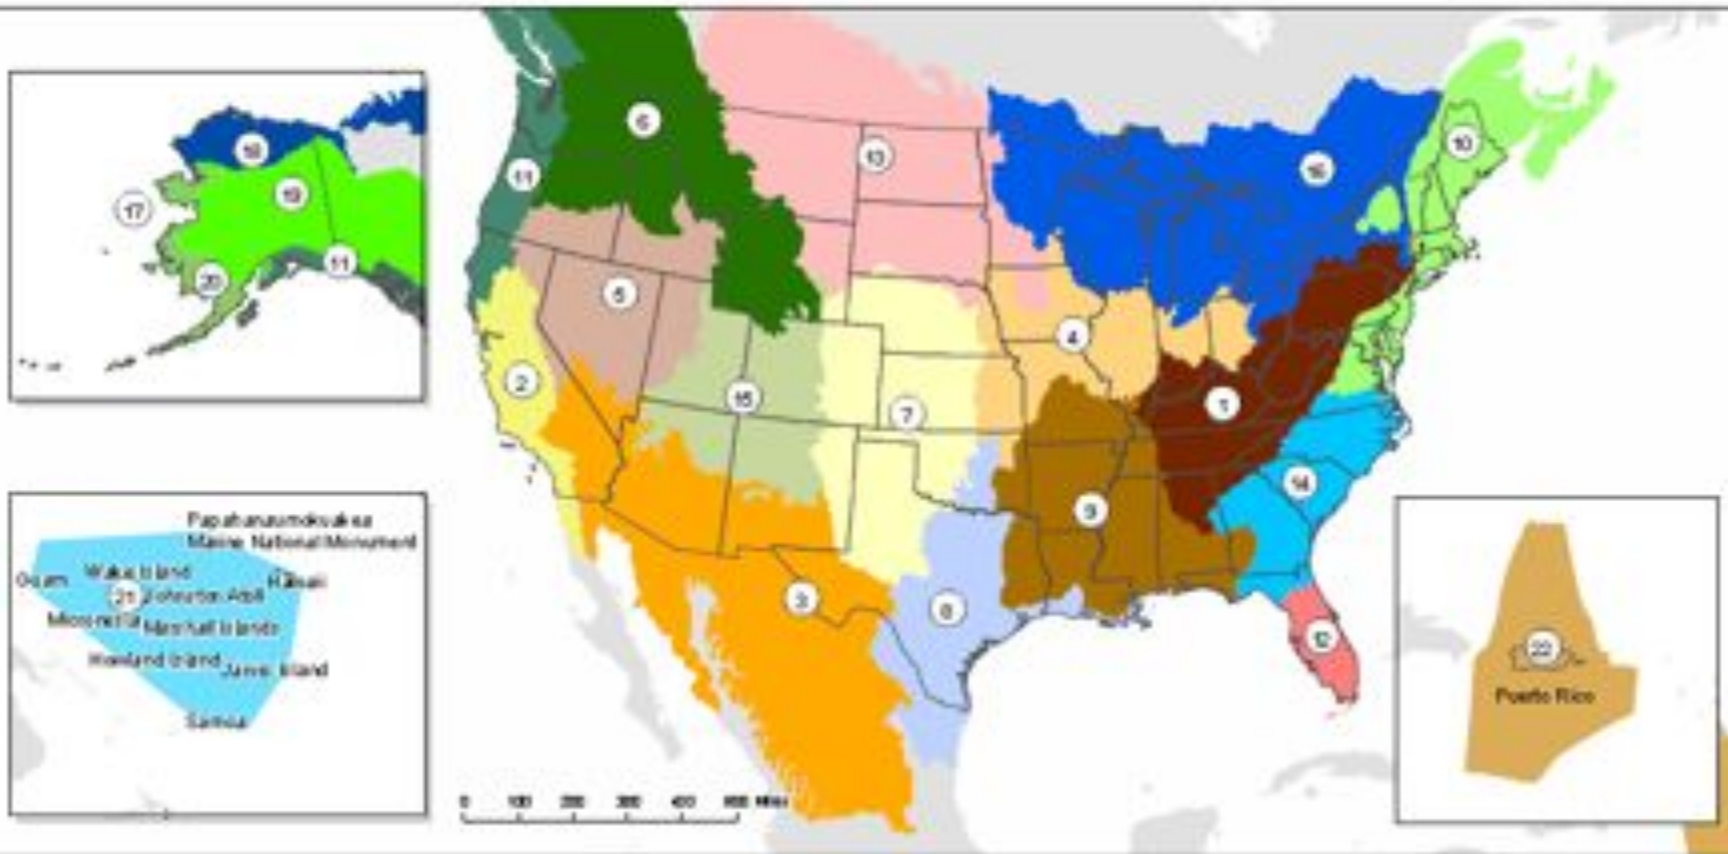 6
13
16
10
18
11
19
17
11
20
5
4
2
15
7
1
14
9
Papahanaumokuakea
Marine National Monument
Guam
Wake Island
Hawaii
21
Johnston Atoll
Micronesia
Marshall Islands
Howland Island
Jarvis Island
Samoa
3
8
12
22
Puerto Rico
0 100 200 300 400 500 Miles